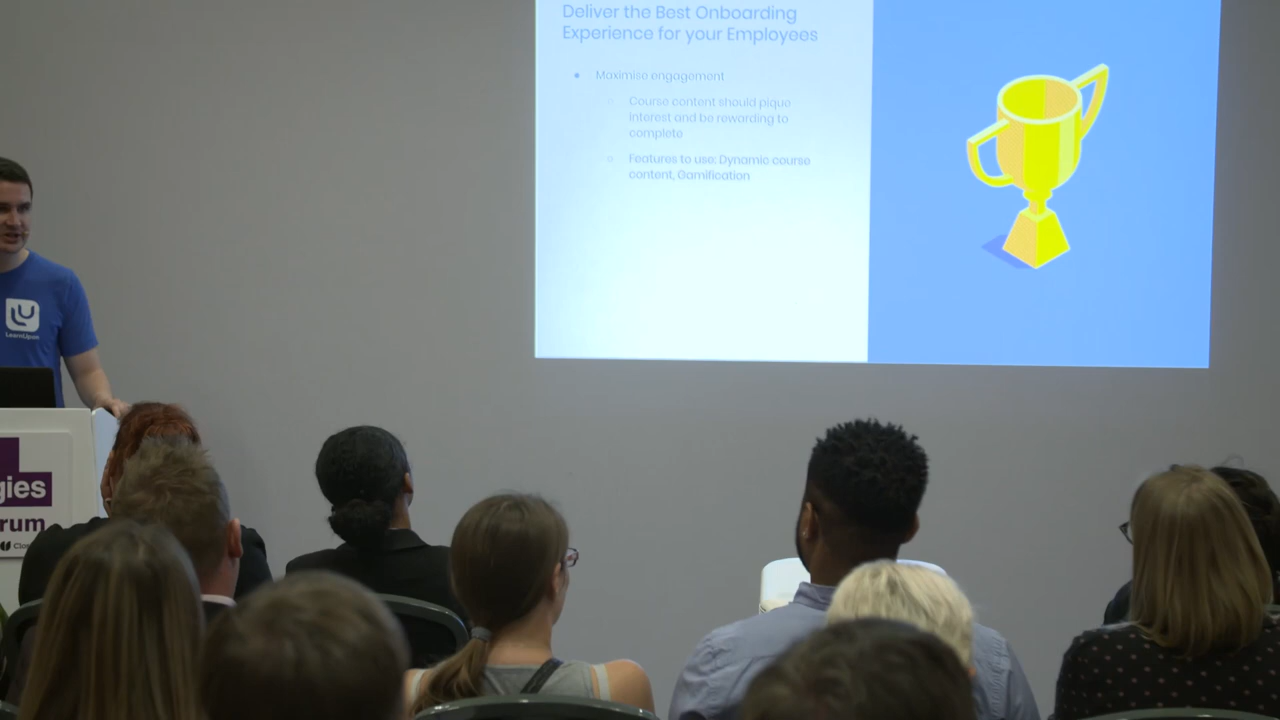 Deliver the Best Onboarding
Experience for your Employees
Maximise engagement
Course content should pique
interest and be rewarding to
complete
Features to use: Dynamic course
content, Gamification
LearnUpon
gies
rum
Clo